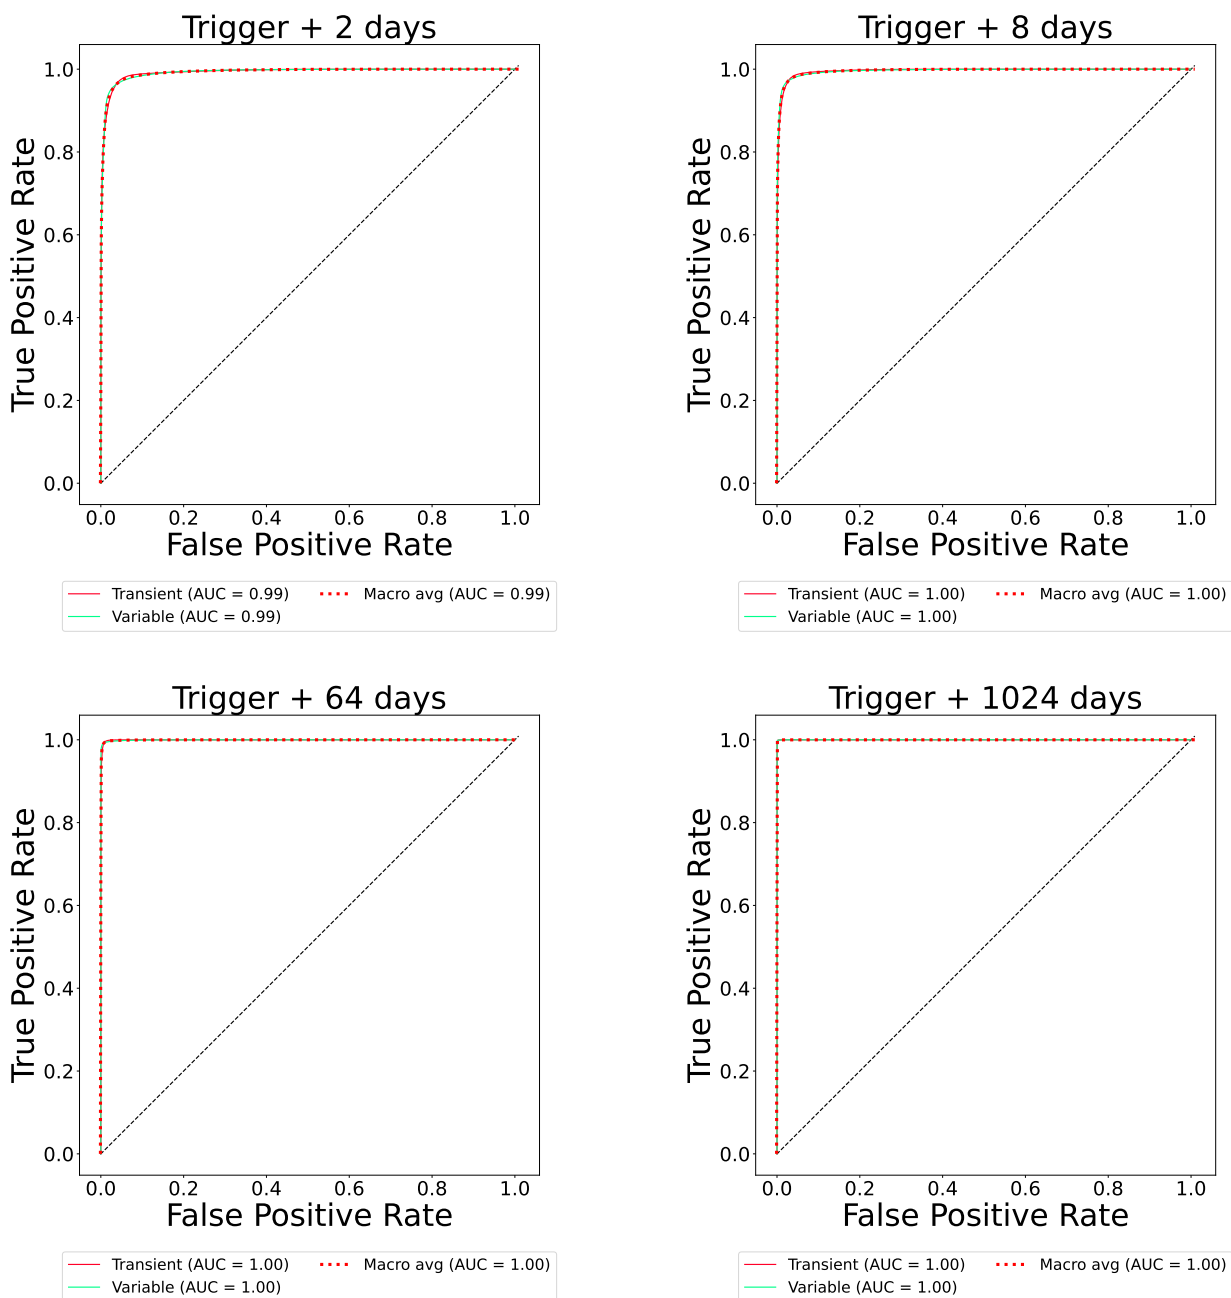 Trigger + 2 days
True Positive Rate
1.0
0.8
0.6
0.4
0.2
0.0
0.0 0.2 0.4 0.6 0.8 1.0
False Positive Rate
Transient (AUC = 0.99) Macro avg (AUC = 0.99)
Variable (AUC = 0.99)
Trigger + 8 days
True Positive Rate
1.0
0.8
0.6
0.4
0.2
0.0
0.0 0.2 0.4 0.6 0.8 1.0
False Positive Rate
Transient (AUC = 1.00) Macro avg (AUC = 1.00)
Variable (AUC = 1.00)
Trigger + 64 days
True Positive Rate
1.0
0.8
0.6
0.4
0.2
0.0
0.0 0.2 0.4 0.6 0.8 1.0
False Positive Rate
Transient (AUC = 1.00) Macro avg (AUC = 1.00)
Variable (AUC = 1.00)
Trigger + 1024 days
True Positive Rate
1.0
0.8
0.6
0.4
0.2
0.0
0.0 0.2 0.4 0.6 0.8 1.0
False Positive Rate
Transient (AUC = 1.00) Macro avg (AUC = 1.00)
Variable (AUC = 1.00)